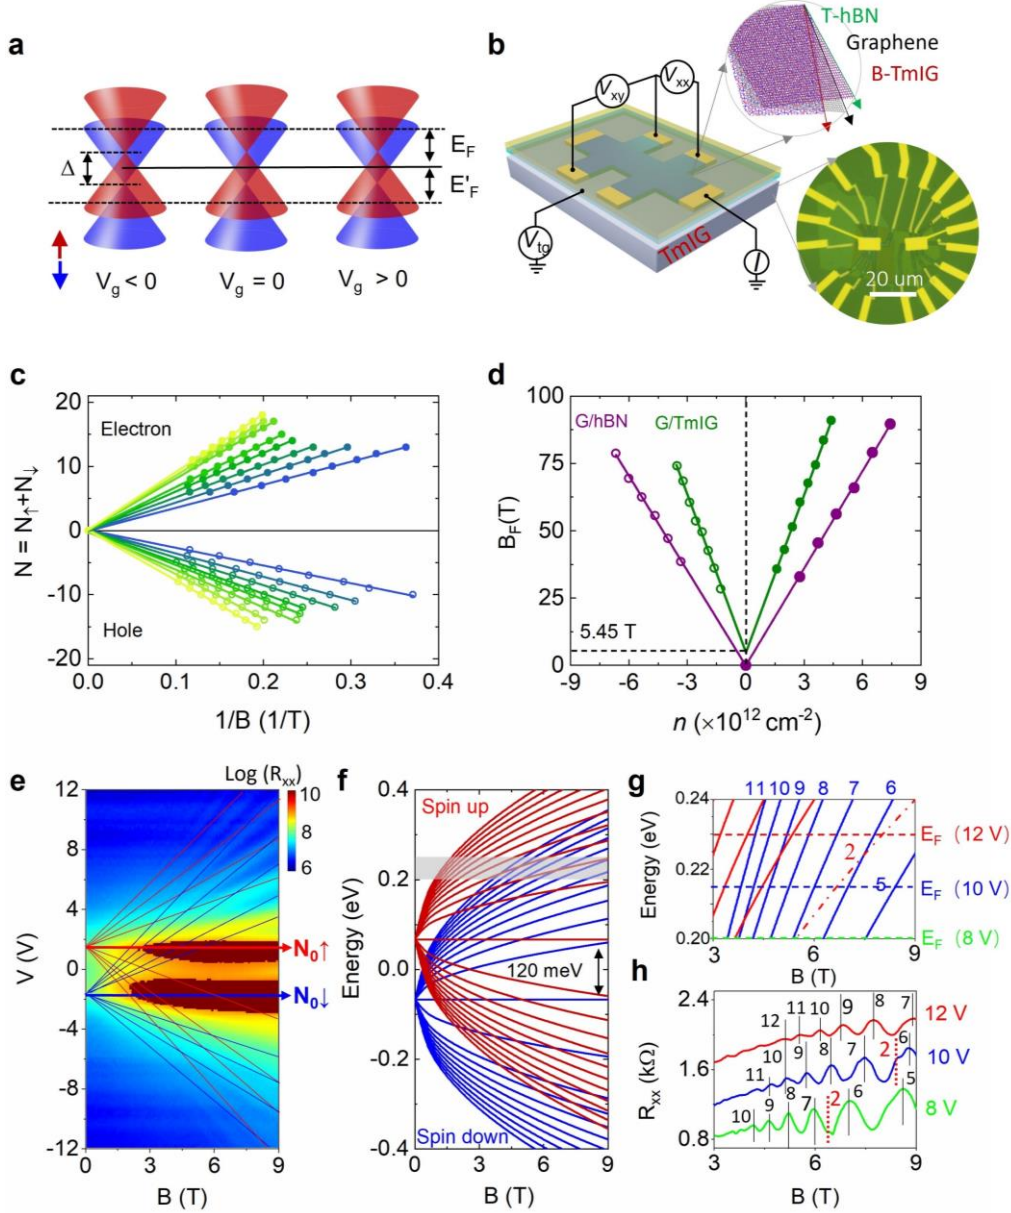 a
Δ
E_F
E'_F
V_g < 0
V_g = 0
V_g > 0
b
T-hBN
Graphene
B-TmIG
V_xy
V_xx
V_tg
I
TmIG
20 um
c
N = N↑+N↓
20
10
0
-10
-20
Electron
Hole
0.0 0.1 0.2 0.3 0.4
1/B (1/T)
d
B_F(T)
100
75
50
25
0
G/hBN
G/TmIG
5.45 T
-9 -6 -3 0 3 6 9
n (×10^12 cm^-2)
e
Log (R_xx)
V (V)
12
8
4
0
-4
-8
-12
10
8
6
N_0↑
N_0↓
0 3 6 9
B (T)
f
Energy (eV)
0.4
0.2
0.0
-0.2
-0.4
Spin up
120 meV
Spin down
0 3 6 9
B (T)
g
Energy (eV)
0.24
0.22
0.20
11 10 9 8 7 6
2
5
E_F (12 V)
E_F (10 V)
E_F (8 V)
3 6 9
B (T)
h
R_xx (kΩ)
2.4
1.6
0.8
12 11 10 9 8 7
12 V
11 10 9 8 7 2 6
10 V
10 9 8 7 2 6 5
8 V
3 6 9
B (T)